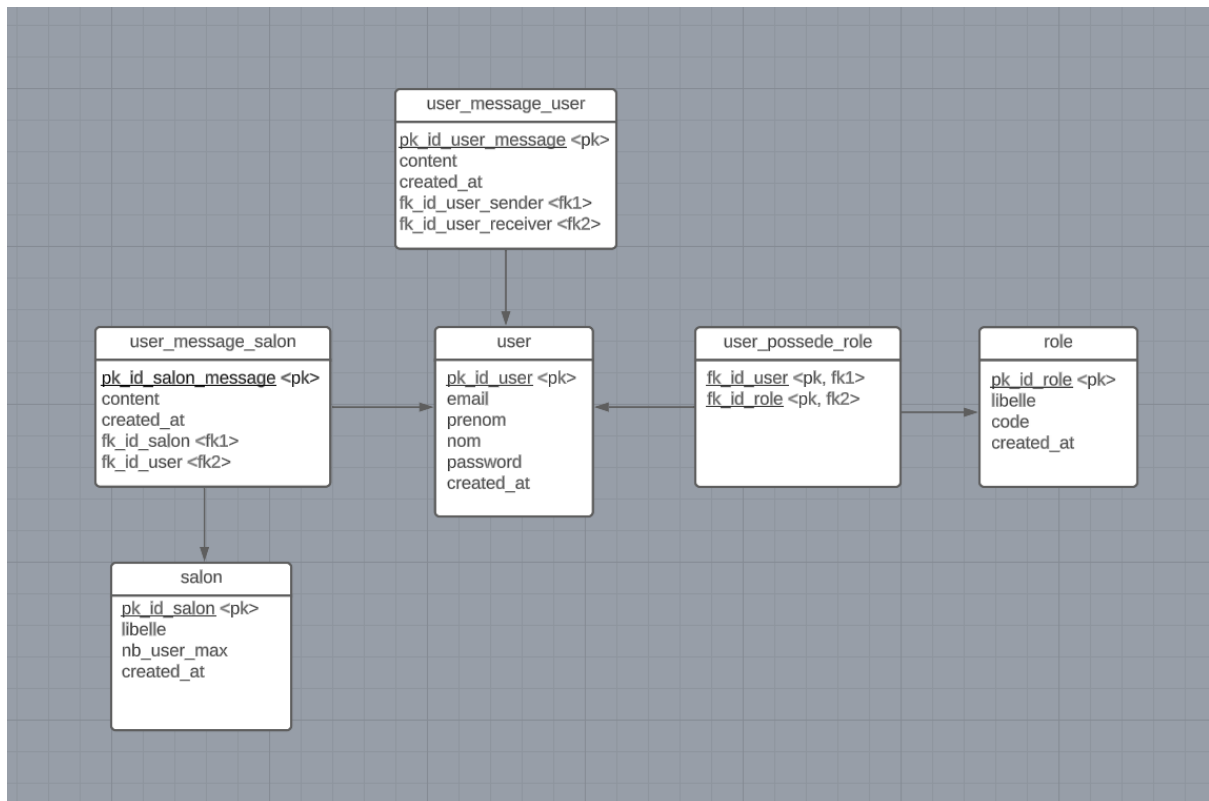 user_message_user
pk_id_user_message <pk>
content
created_at
fk_id_user_sender <fk1>
fk_id_user_receiver <fk2>
user_message_salon
pk_id_salon_message <pk>
content
created_at
fk_id_salon <fk1>
fk_id_user <fk2>
user
pk_id_user <pk>
email
prenom
nom
password
created_at
user_possede_role
fk_id_user <pk, fk1>
fk_id_role <pk, fk2>
role
pk_id_role <pk>
libelle
code
created_at
salon
pk_id_salon <pk>
libelle
nb_user_max
created_at